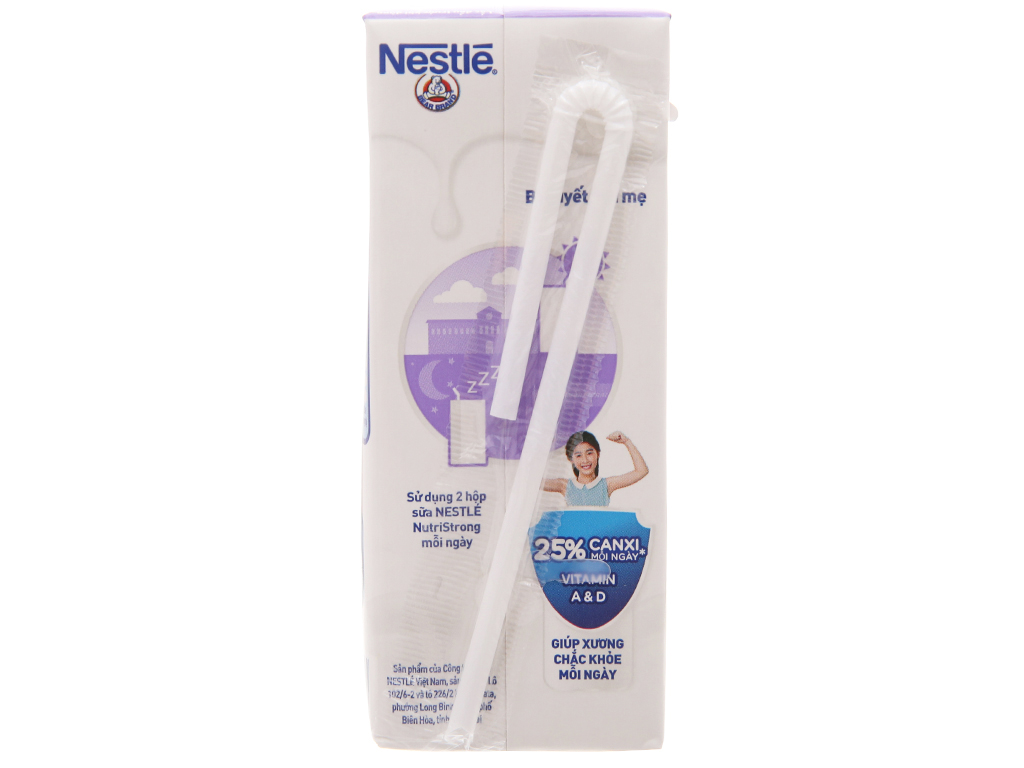 Nestlé
BEAR BRAND
mẹ
zzz
Sử dụng 2 hộp
sữa NESTLÉ
NutriStrong
mỗi ngày
25% CANXI*
MỖI NGÀY
VITAMIN
A & D
GIÚP XƯƠNG
CHẮC KHỎE
MỖI NGÀY
Sản phẩm của Công
NESTLÉ Việt Nam,
102/6-2 và lô 226/2
phường Long
Biên Hòa,